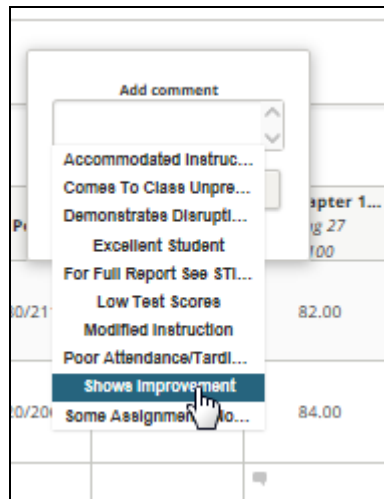 Add comment
Accommodated Instruc...
Comes To Class Unpre...
Demonstrates Disrupti...
Excellent Student
For Full Report See STI...
Low Test Scores
Modified Instruction
Poor Attendance/Tardi...
Shows Improvement
Some Assignmen
apter 1...
27
100
82.00
84.00